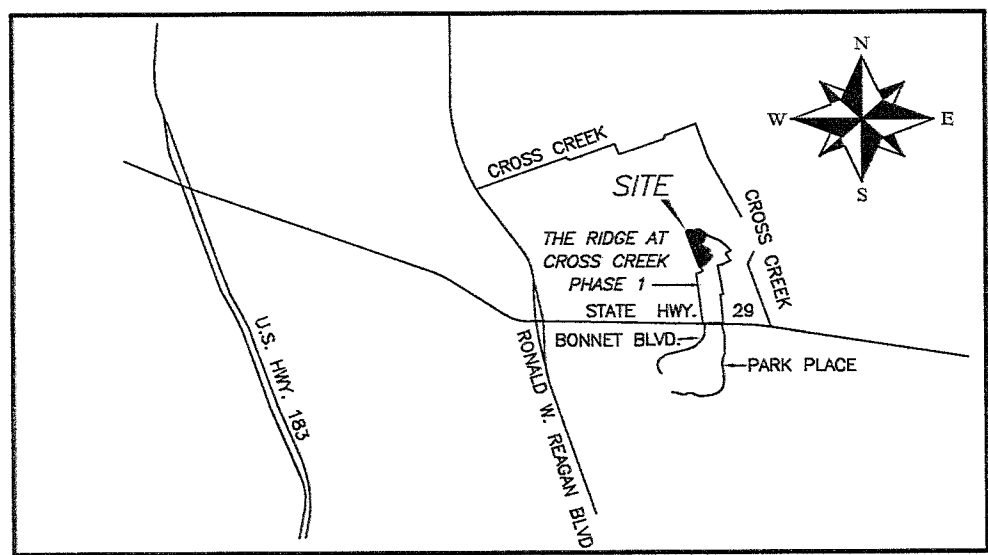 N
W E
S
CROSS CREEK
SITE
CROSS CREEK
THE RIDGE AT
CROSS CREEK
PHASE 1
STATE HWY. 29
BONNET BLVD.
PARK PLACE
U.S. HWY. 183
RONALD W. REAGAN BLVD